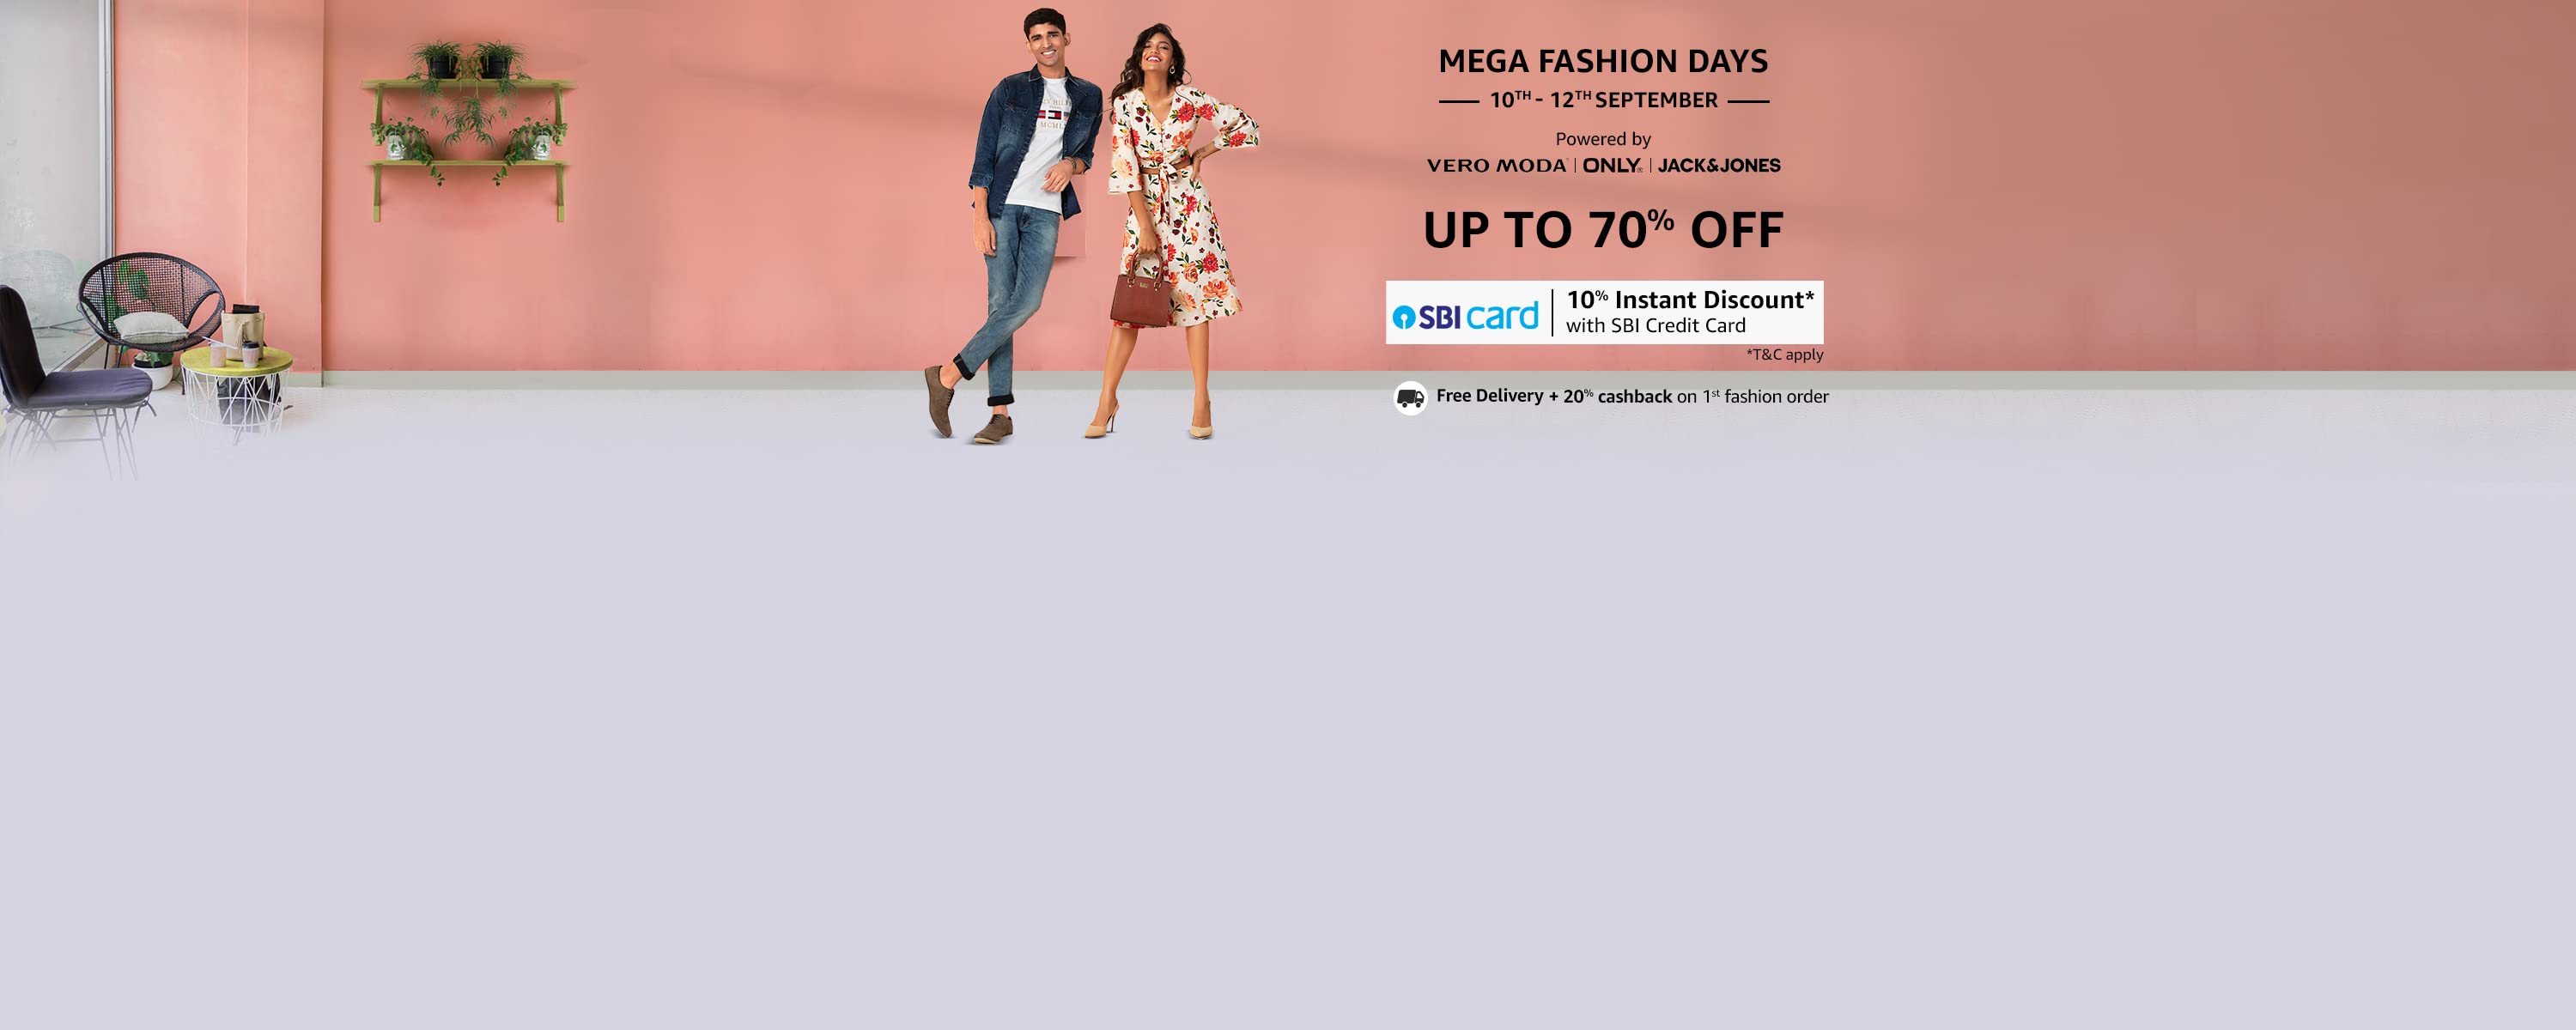 MEGA FASHION DAYS
10TH - 12TH SEPTEMBER
Powered by
VERO MODA | ONLY® | JACK&JONES
UP TO 70% OFF
SBI card | 10% Instant Discount*
with SBI Credit Card
*T&C apply
Free Delivery + 20% cashback on 1st fashion order